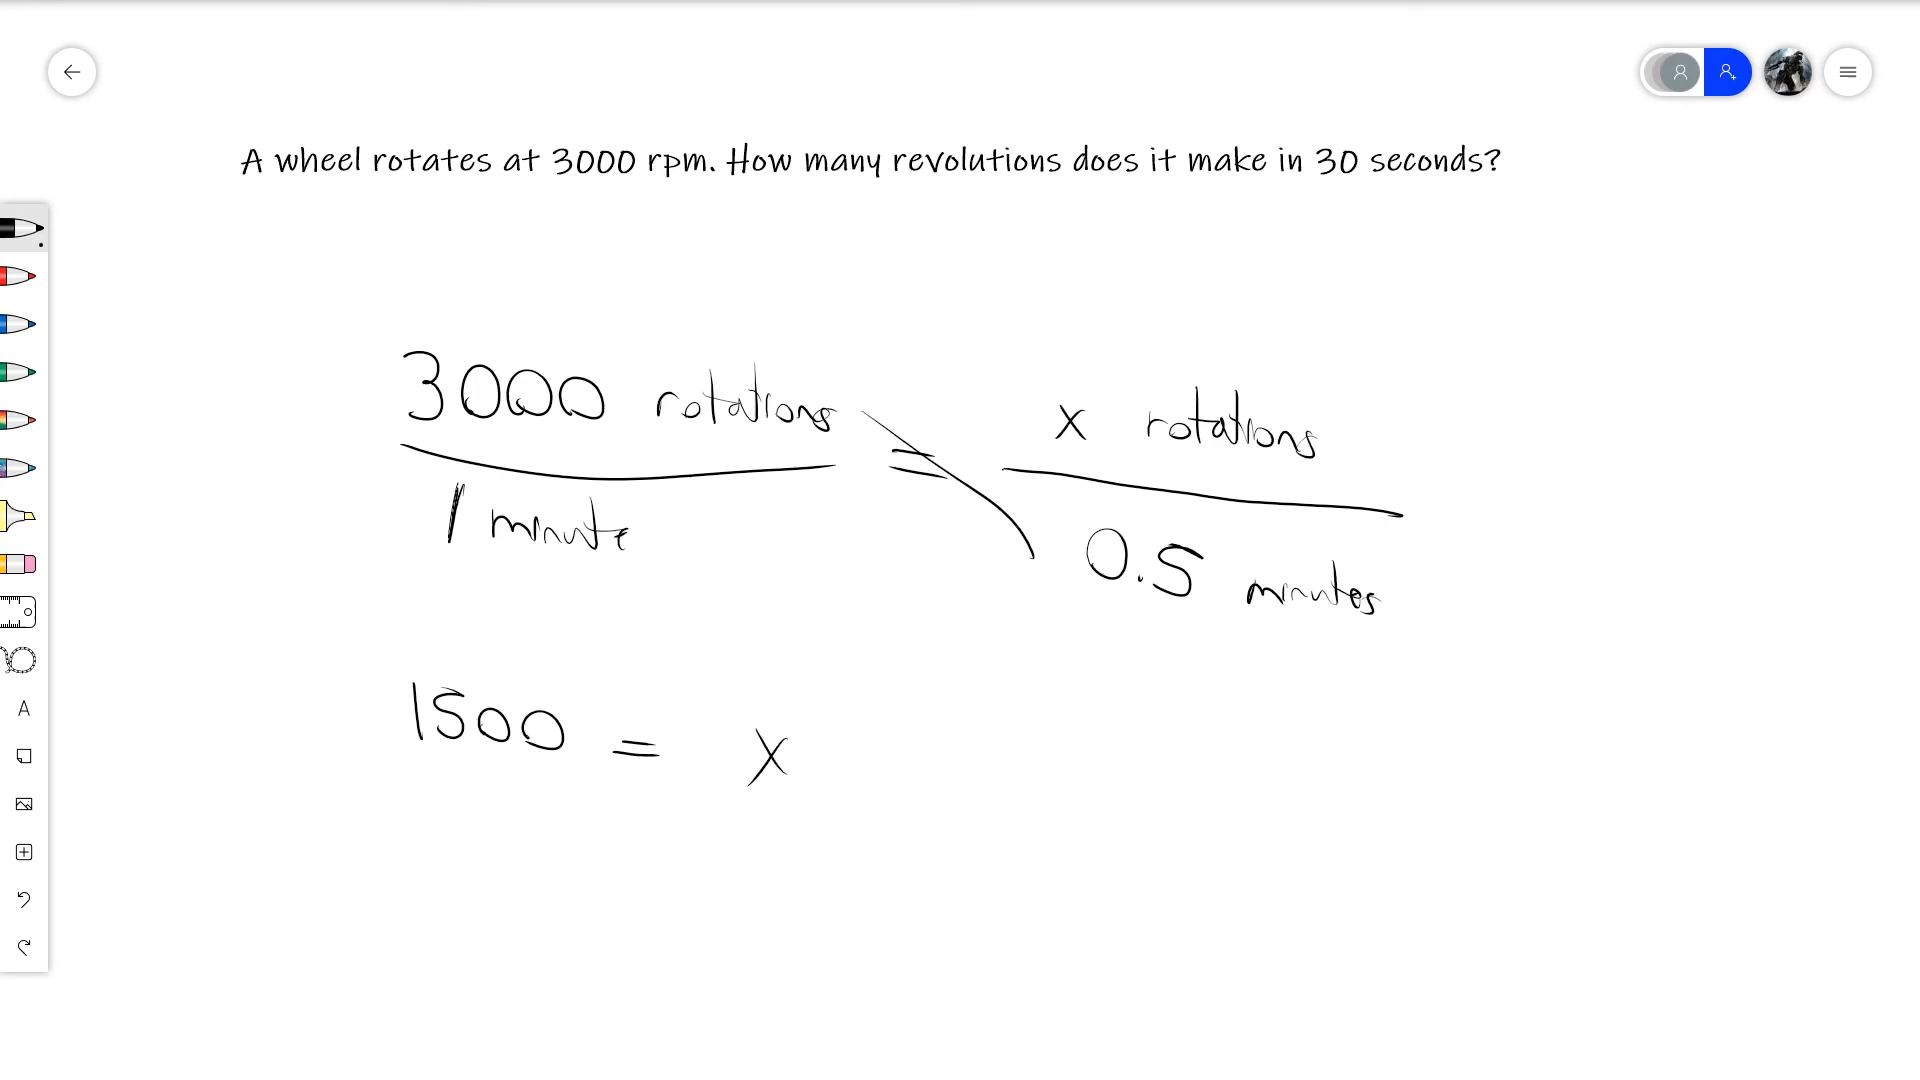 A wheel rotates at 3000 rpm. How many revolutions does it make in 30 seconds?
3000 rotations = x rotations
1 minute 0.5 minutes
1500 = x
A